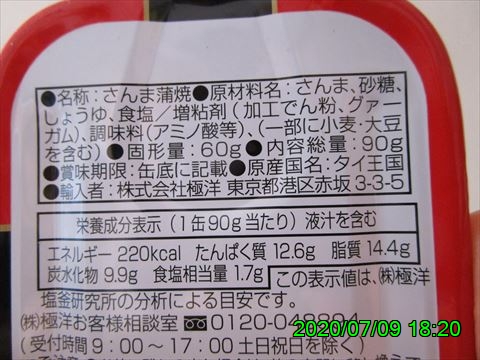 ●名称：さんま蒲焼●原材料名：さんま、砂糖、
しょうゆ、食塩／増粘剤（加工でん粉、グァー
ガム）、調味料（アミノ酸等）、（一部に小麦・大豆
を含む）●固形量：60g●内容総量：90g
●賞味期限：缶底に記載●原産国名：タイ王国
●輸入者：株式会社極洋 東京都港区赤坂3-3-5
栄養成分表示（1缶90g当たり）液汁を含む
エネルギー 220kcal たんぱく質 12.6g 脂質 14.4g
炭水化物 9.9g 食塩相当量 1.7g この表示値は、㈱極洋
塩釜研究所の分析による目安です。
㈱極洋お客様相談室 0120-04
2020/07/09 18:20
（受付時間 9：00～17：00 土日祝日を除く）